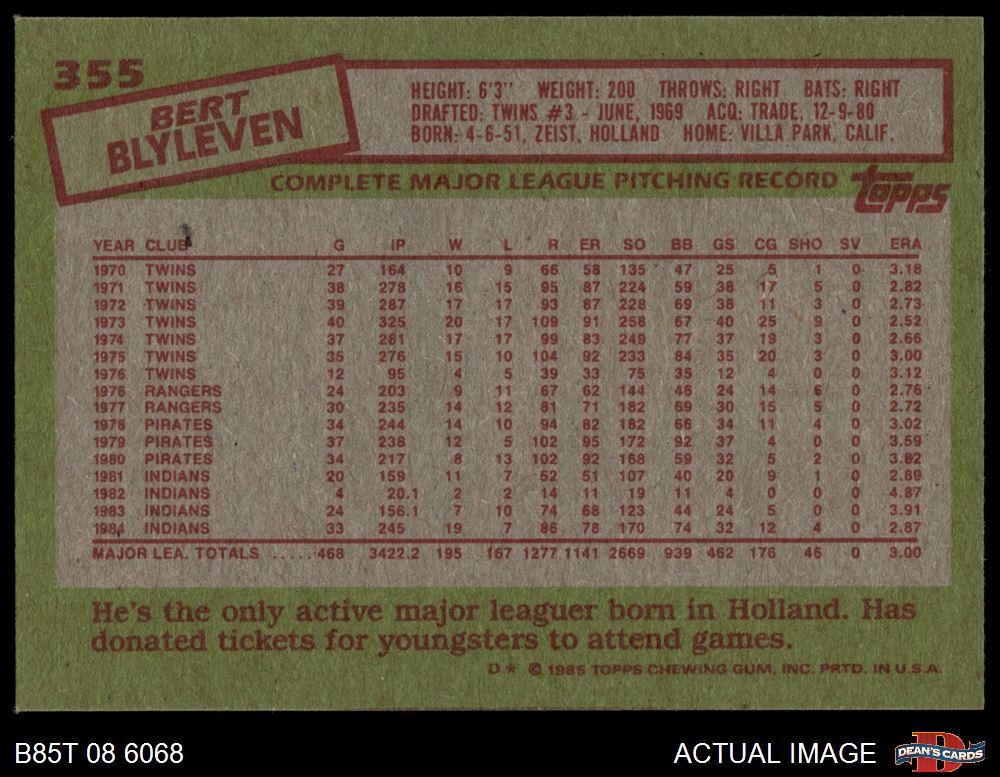 355
BERT
BLYLEVEN
HEIGHT: 6'3" WEIGHT: 200 THROWS: RIGHT BATS: RIGHT
DRAFTED: TWINS #3 - JUNE, 1969 ACQ: TRADE, 12-9-80
BORN: 4-6-51, ZEIST, HOLLAND HOME: VILLA PARK, CALIF.
COMPLETE MAJOR LEAGUE PITCHING RECORD
topps
YEAR CLUB G IP W L R ER SO BB GS CG SHO SV ERA
1970 TWINS 27 164 10 9 66 58 135 47 25 5 1 0 3.18
1971 TWINS 38 278 16 15 95 87 224 59 38 17 5 0 2.82
1972 TWINS 39 287 17 17 93 87 228 69 38 11 3 0 2.73
1973 TWINS 40 325 20 17 109 91 258 67 40 25 9 0 2.52
1974 TWINS 37 281 17 17 99 83 249 77 37 19 3 0 2.66
1975 TWINS 35 276 15 10 104 92 233 84 35 20 3 0 3.00
1976 TWINS 12 95 4 5 39 33 75 35 12 4 0 0 3.12
1976 RANGERS 24 203 9 11 67 62 144 46 24 14 6 0 2.76
1977 RANGERS 30 235 14 12 81 71 182 69 30 15 5 0 2.72
1978 PIRATES 34 244 14 10 94 82 182 66 34 11 4 0 3.02
1979 PIRATES 37 238 12 5 102 95 172 92 37 4 0 0 3.59
1980 PIRATES 34 217 8 13 102 92 168 59 32 5 2 0 3.82
1981 INDIANS 20 159 11 7 52 51 107 40 20 9 1 0 2.89
1982 INDIANS 4 20.1 2 2 14 11 19 11 4 0 0 0 4.87
1983 INDIANS 24 156.1 7 10 74 68 123 44 24 5 0 0 3.91
1984 INDIANS 33 245 19 7 86 78 170 74 32 12 4 0 2.87
MAJOR LEA. TOTALS ..... 468 3422.2 195 167 1277 1141 2669 939 462 176 46 0 3.00
He's the only active major leaguer born in Holland. Has
donated tickets for youngsters to attend games.
D * © 1985 TOPPS CHEWING GUM, INC. PRTD. IN U.S.A.
B85T 08 6068
ACTUAL IMAGE
D
DEAN'S CARDS